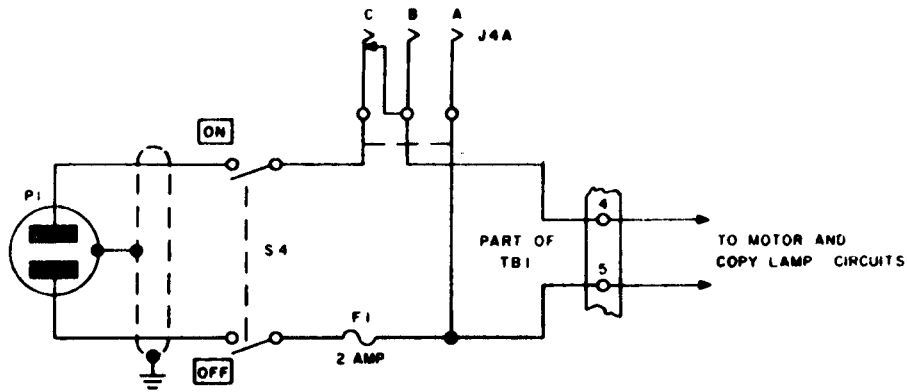 C B A
J4A
ON
P1
S4
PART OF
TB1
4
5
TO MOTOR AND
COPY LAMP CIRCUITS
F1
2 AMP
OFF